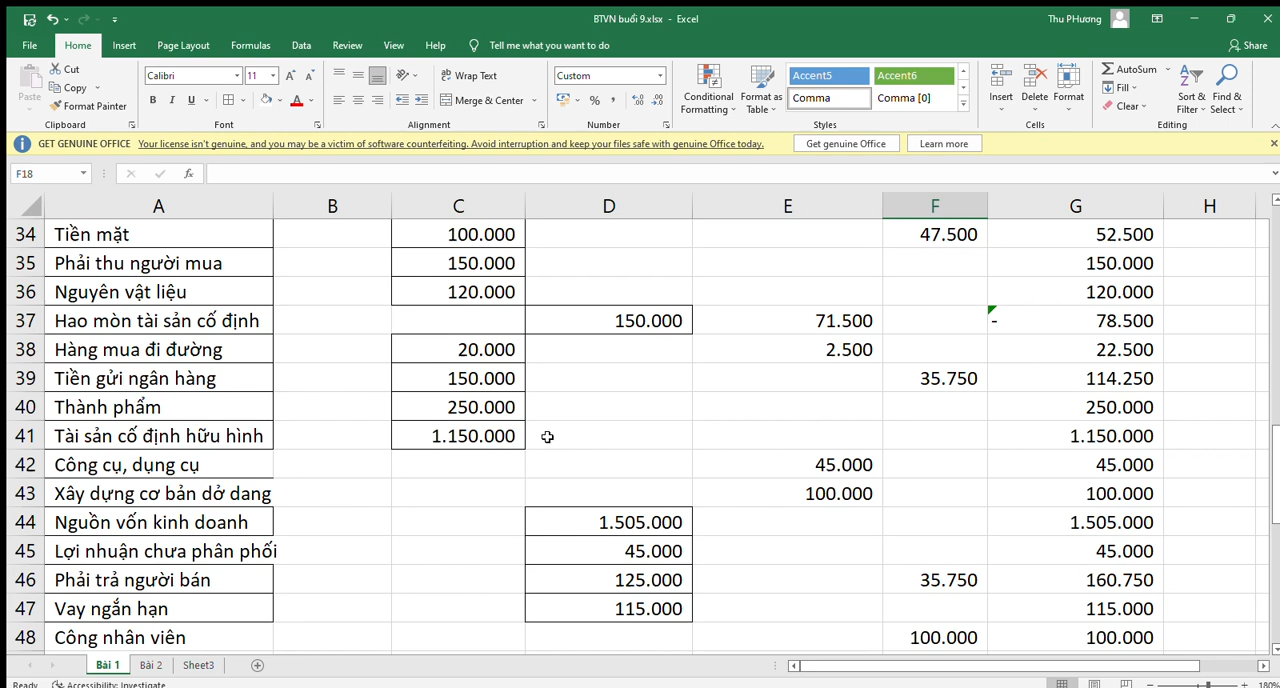 BTVN buổi 9.xlsx - Excel
Thu PHương
File Home Insert Page Layout Formulas Data Review View Help Tell me what you want to do Share
Paste Cut Copy Format Painter Clipboard
Calibri 11 B I U Font
Wrap Text Merge & Center Alignment
Custom % Number
Conditional Formatting Format as Table Accent5 Accent6 Comma Comma [0] Styles
Insert Delete Format Cells
AutoSum Fill Clear Sort & Filter Find & Select Editing
GET GENUINE OFFICE Your license isn't genuine, and you may be a victim of software counterfeiting. Avoid interruption and keep your files safe with genuine Office today. Get genuine Office Learn more
F18 fx
A B C D E F G H
34 Tiền mặt 100.000 47.500 52.500
35 Phải thu người mua 150.000 150.000
36 Nguyên vật liệu 120.000 120.000
37 Hao mòn tài sản cố định 150.000 71.500 - 78.500
38 Hàng mua đi đường 20.000 2.500 22.500
39 Tiền gửi ngân hàng 150.000 35.750 114.250
40 Thành phẩm 250.000 250.000
41 Tài sản cố định hữu hình 1.150.000 1.150.000
42 Công cụ, dụng cụ 45.000 45.000
43 Xây dựng cơ bản dở dang 100.000 100.000
44 Nguồn vốn kinh doanh 1.505.000 1.505.000
45 Lợi nhuận chưa phân phối 45.000 45.000
46 Phải trả người bán 125.000 35.750 160.750
47 Vay ngắn hạn 115.000 115.000
48 Công nhân viên 100.000 100.000
Bài 1 Bài 2 Sheet3
Ready Accessibility: Investigate 180%